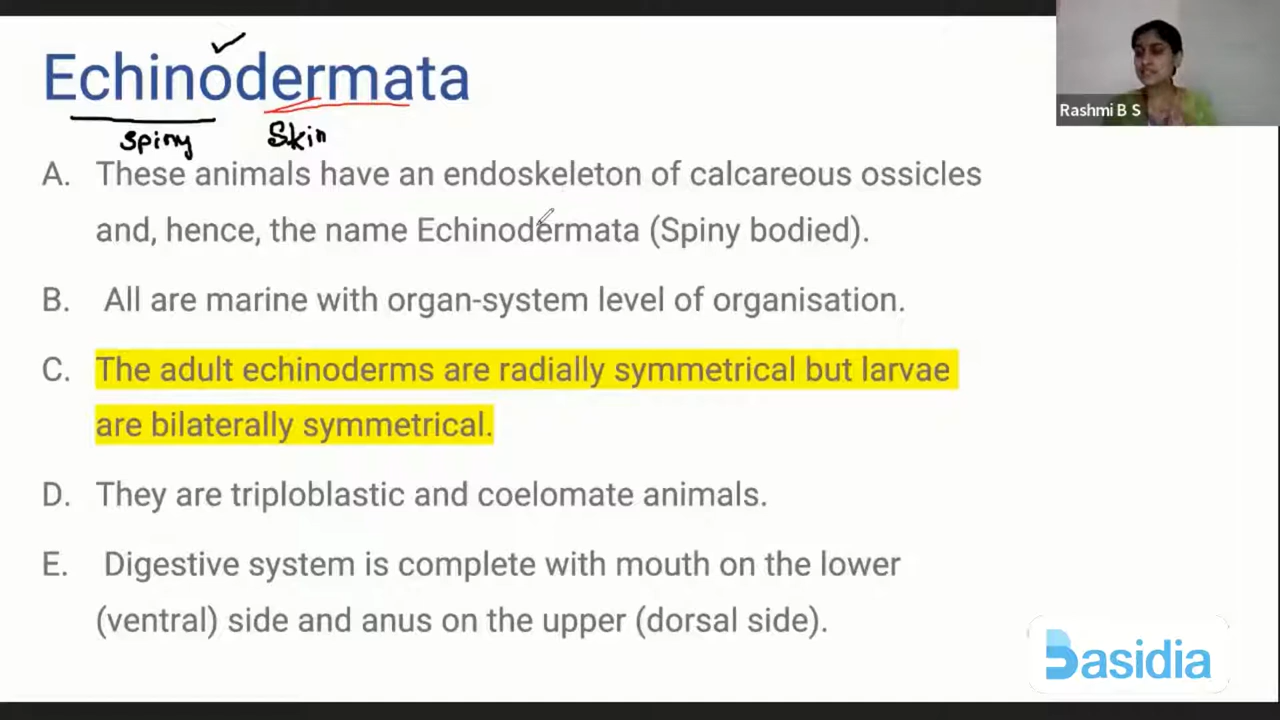 Echinodermata
Spiny Skin
Rashmi B S
A. These animals have an endoskeleton of calcareous ossicles
and, hence, the name Echinodermata (Spiny bodied).
B. All are marine with organ-system level of organisation.
C. The adult echinoderms are radially symmetrical but larvae
are bilaterally symmetrical.
D. They are triploblastic and coelomate animals.
E. Digestive system is complete with mouth on the lower
(ventral) side and anus on the upper (dorsal side).
Basidia